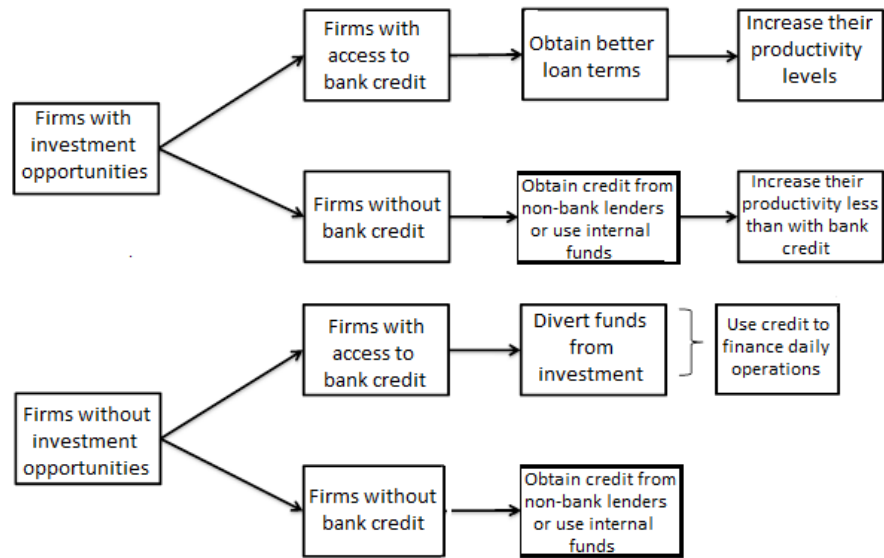 Firms with
investment
opportunities
Firms with
access to
bank credit
Obtain better
loan terms
Increase their
productivity
levels
Firms without
bank credit
Obtain credit from
non-bank lenders
or use internal
funds
Increase their
productivity less
than with bank
credit
Firms without
investment
opportunities
Firms with
access to
bank credit
Divert funds
from
investment
Use credit to
finance daily
operations
Firms without
bank credit
Obtain credit from
non-bank lenders
or use internal
funds